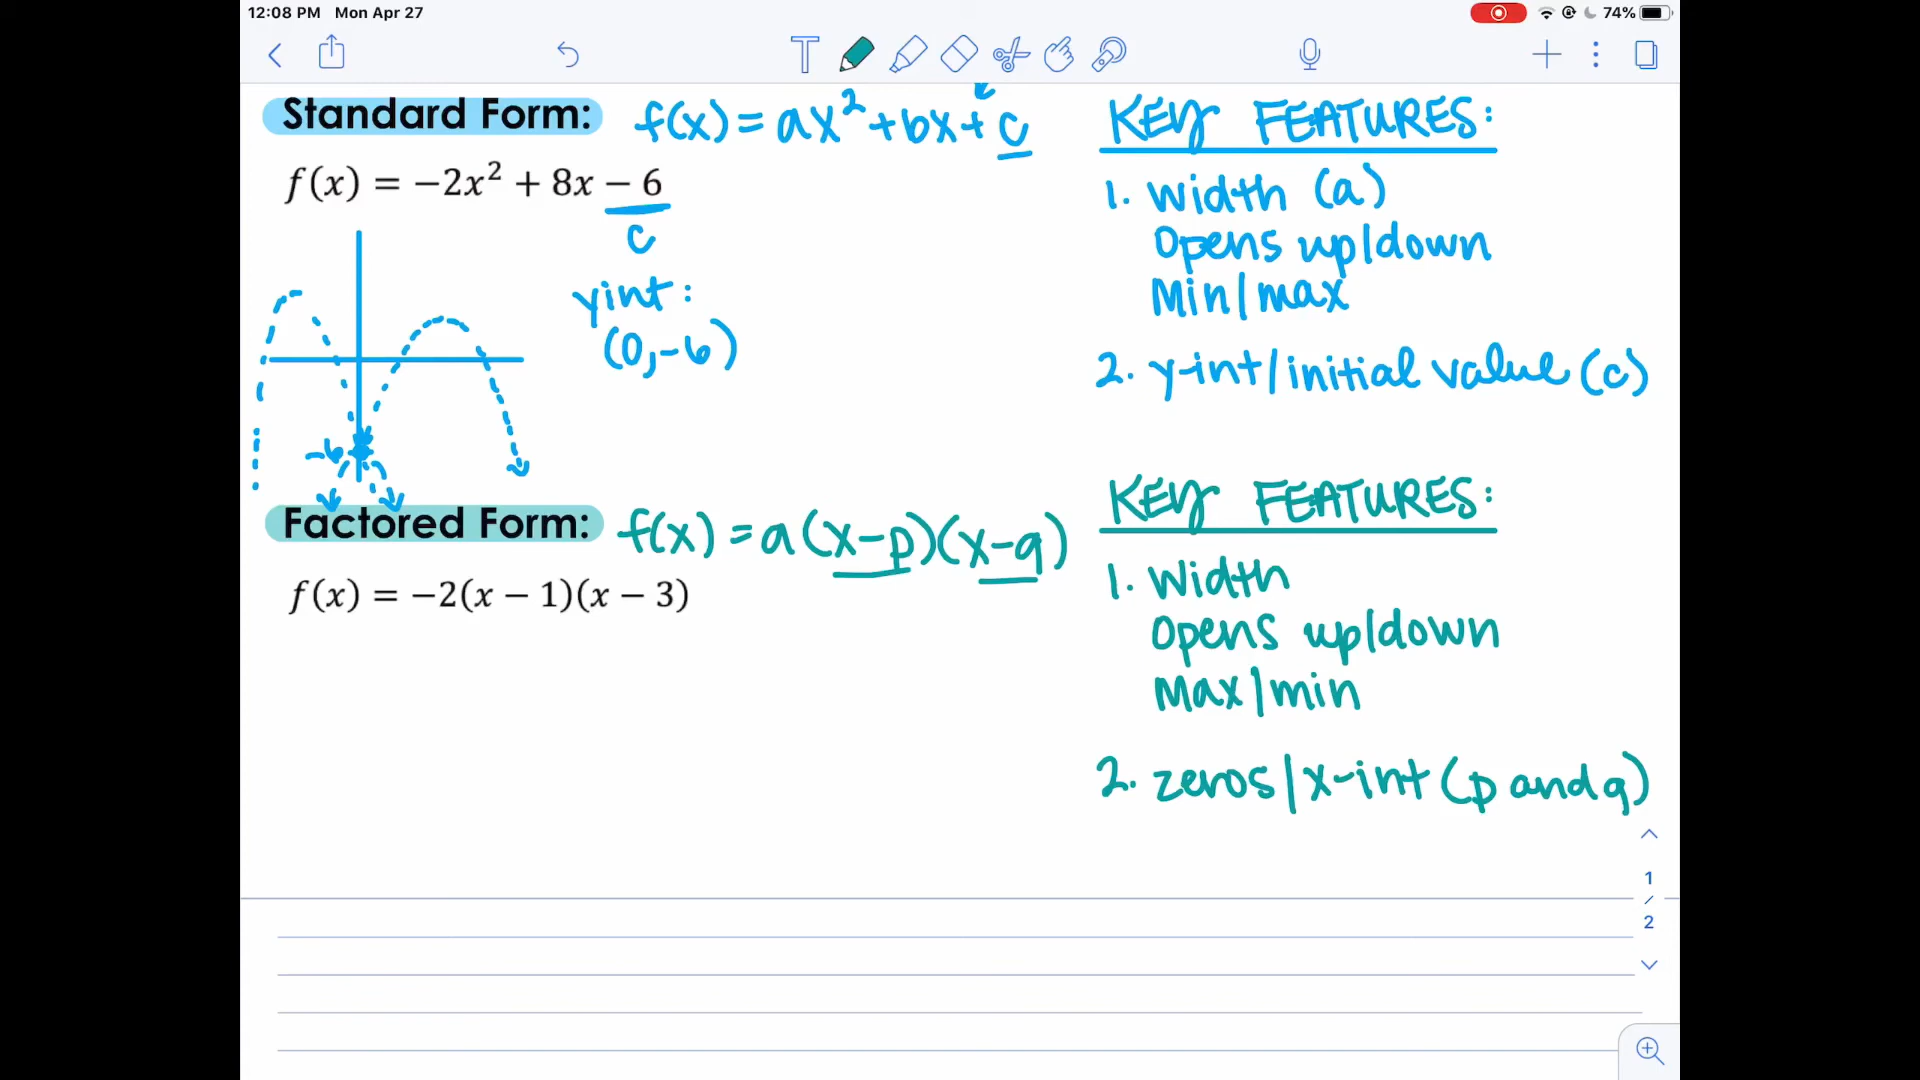 12:08 PM Mon Apr 27
74%
T
Standard Form: f(x) = ax² + bx + c
f(x) = −2x² + 8x − 6
c
yint:
(0,-6)
-6
KEY FEATURES:
1. Width (a)
Opens up/down
Min/max
2. y-int/initial value (c)
Factored Form: f(x) = a(x-p)(x-q)
f(x) = −2(x − 1)(x − 3)
KEY FEATURES:
1. Width
Opens up/down
Max/min
2. zeros/x-int (p and q)
1
/
2